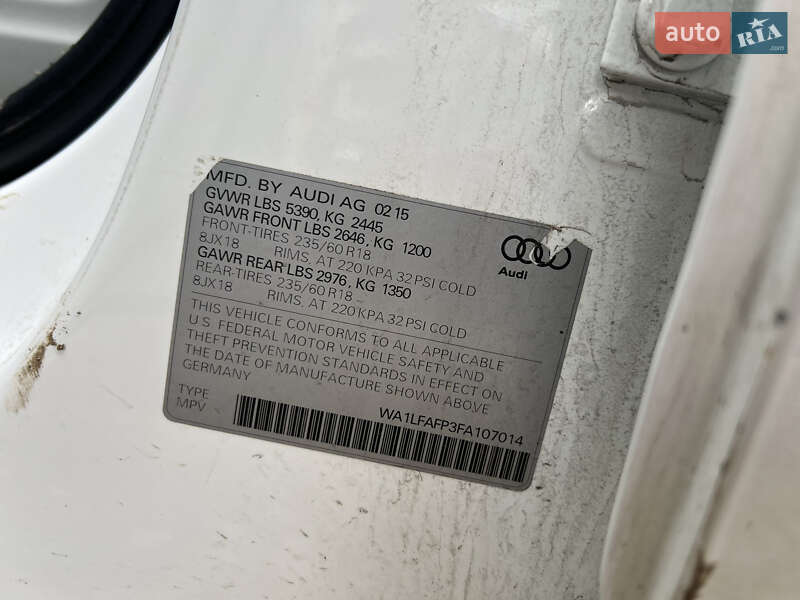 auto RIA
.com
MFD. BY AUDI AG 02 15
GVWR LBS 5390, KG 2445
GAWR FRONT LBS 2646, KG 1200
FRONT-TIRES 235/60 R18
8JX18 RIMS, AT 220 KPA 32 PSI COLD
GAWR REAR LBS 2976, KG 1350
REAR-TIRES 235/60 R18
8JX18 RIMS, AT 220 KPA 32 PSI COLD
Audi
THIS VEHICLE CONFORMS TO ALL APPLICABLE
U.S FEDERAL MOTOR VEHICLE SAFETY AND
THEFT PREVENTION STANDARDS IN EFFECT ON
THE DATE OF MANUFACTURE SHOWN ABOVE
GERMANY
TYPE
MPV
WA1LFAFP3FA107014